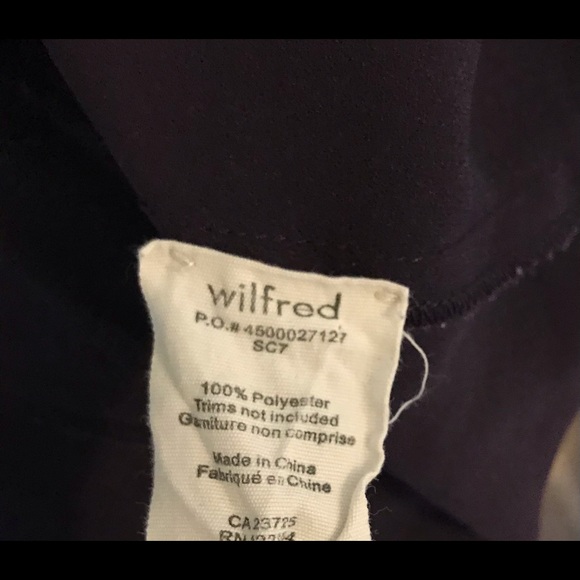 wilfred
P.O.# 4500027127
SC7
100% Polyester
Trims not included
Garniture non comprise
Made in China
Fabriqué en Chine
CA23725